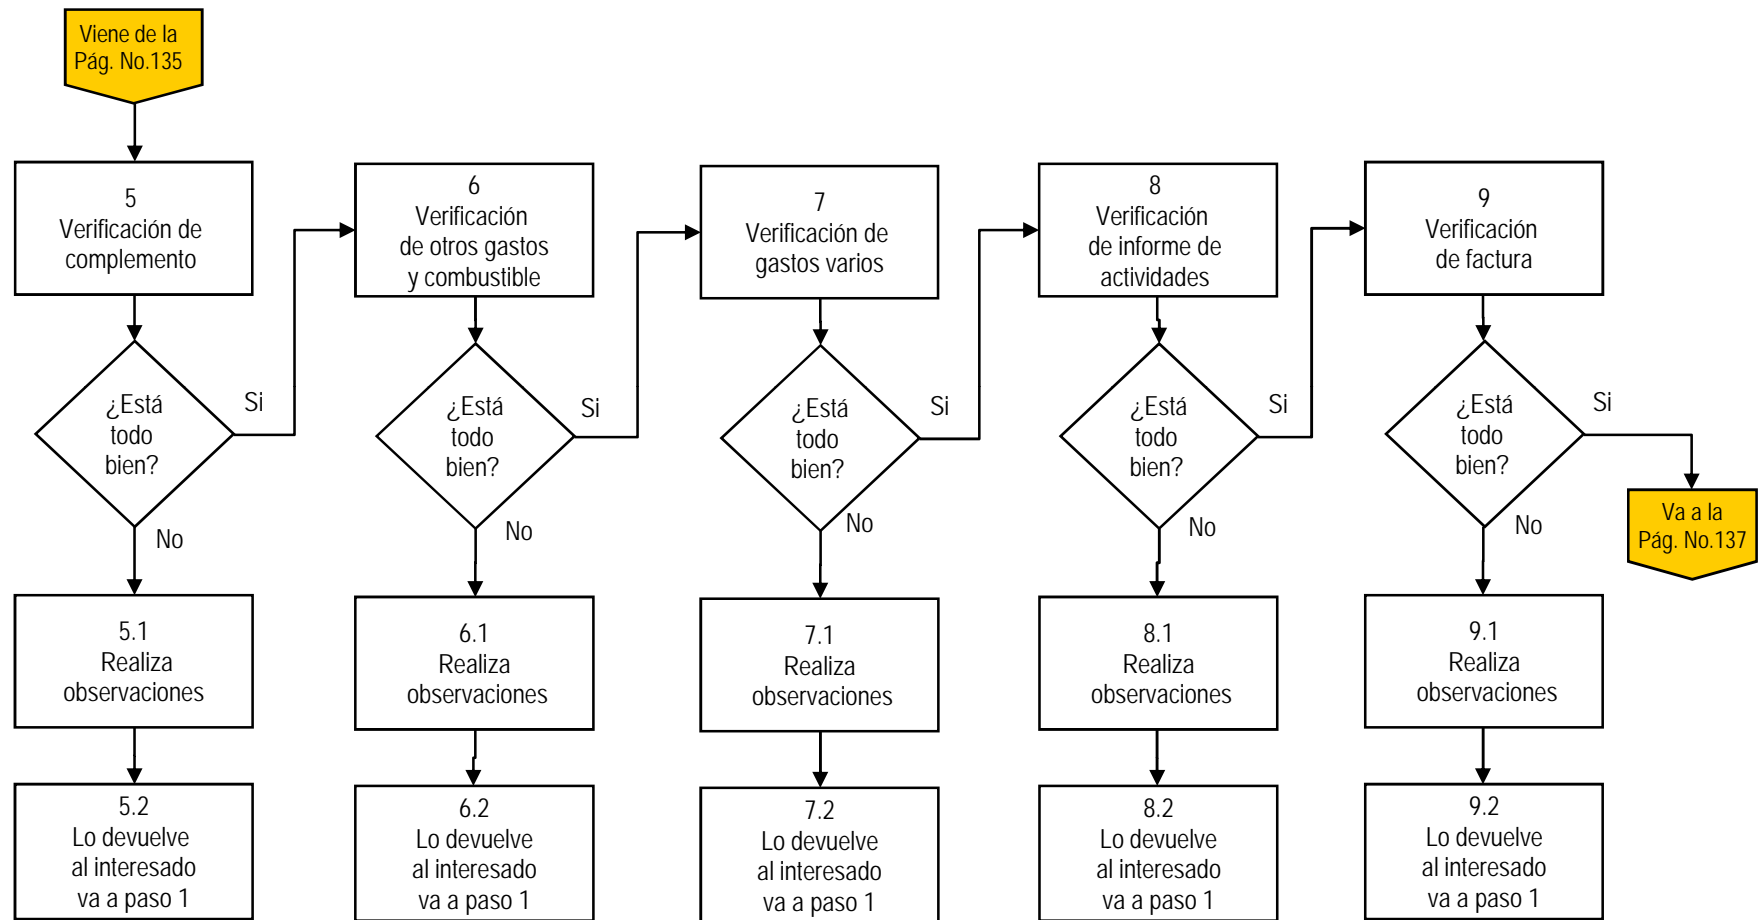 Viene de la
Pág. No.135
5
Verificación de
complemento
6
Verificación
de otros gastos
y combustible
7
Verificación de
gastos varios
8
Verificación
de informe de
actividades
9
Verificación
de factura
¿Está
todo
bien?
Si
No
¿Está
todo
bien?
Si
No
¿Está
todo
bien?
Si
No
¿Está
todo
bien?
Si
No
¿Está
todo
bien?
Si
No
Va a la
Pág. No.137
5.1
Realiza
observaciones
6.1
Realiza
observaciones
7.1
Realiza
observaciones
8.1
Realiza
observaciones
9.1
Realiza
observaciones
5.2
Lo devuelve
al interesado
va a paso 1
6.2
Lo devuelve
al interesado
va a paso 1
7.2
Lo devuelve
al interesado
va a paso 1
8.2
Lo devuelve
al interesado
va a paso 1
9.2
Lo devuelve
al interesado
va a paso 1